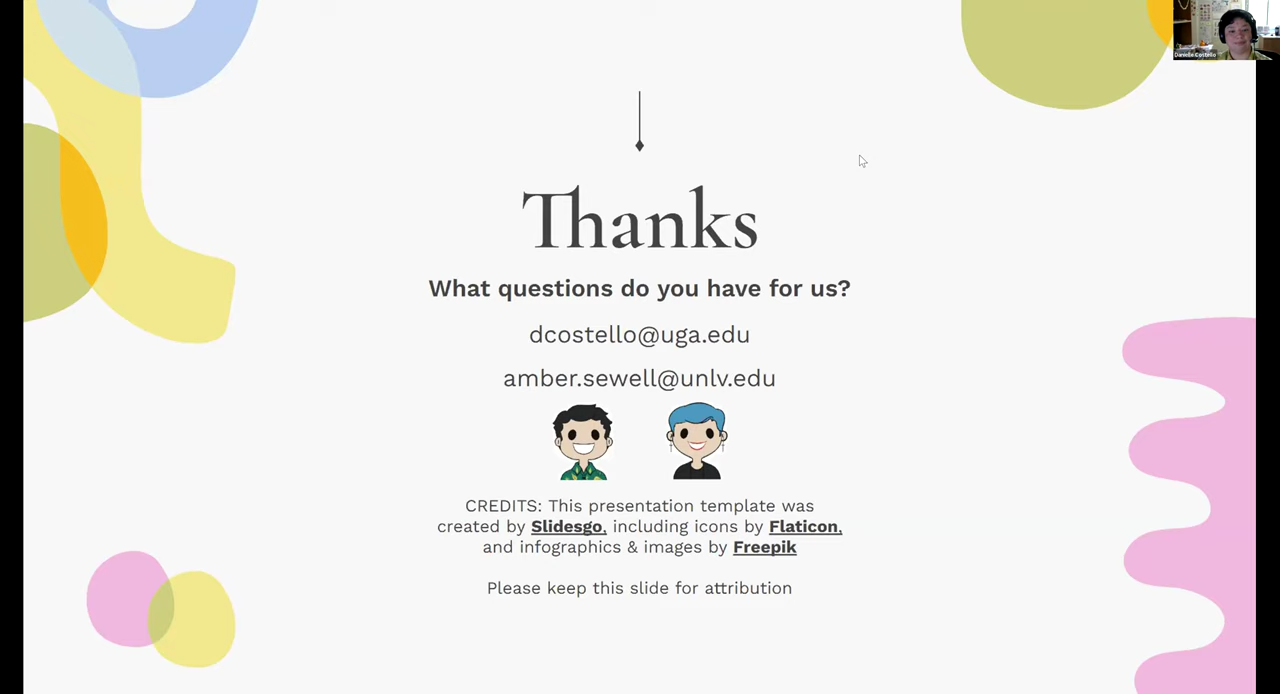 Danielle Costello
Thanks
What questions do you have for us?
dcostello@uga.edu
amber.sewell@unlv.edu
CREDITS: This presentation template was
created by Slidesgo, including icons by Flaticon,
and infographics & images by Freepik
Please keep this slide for attribution